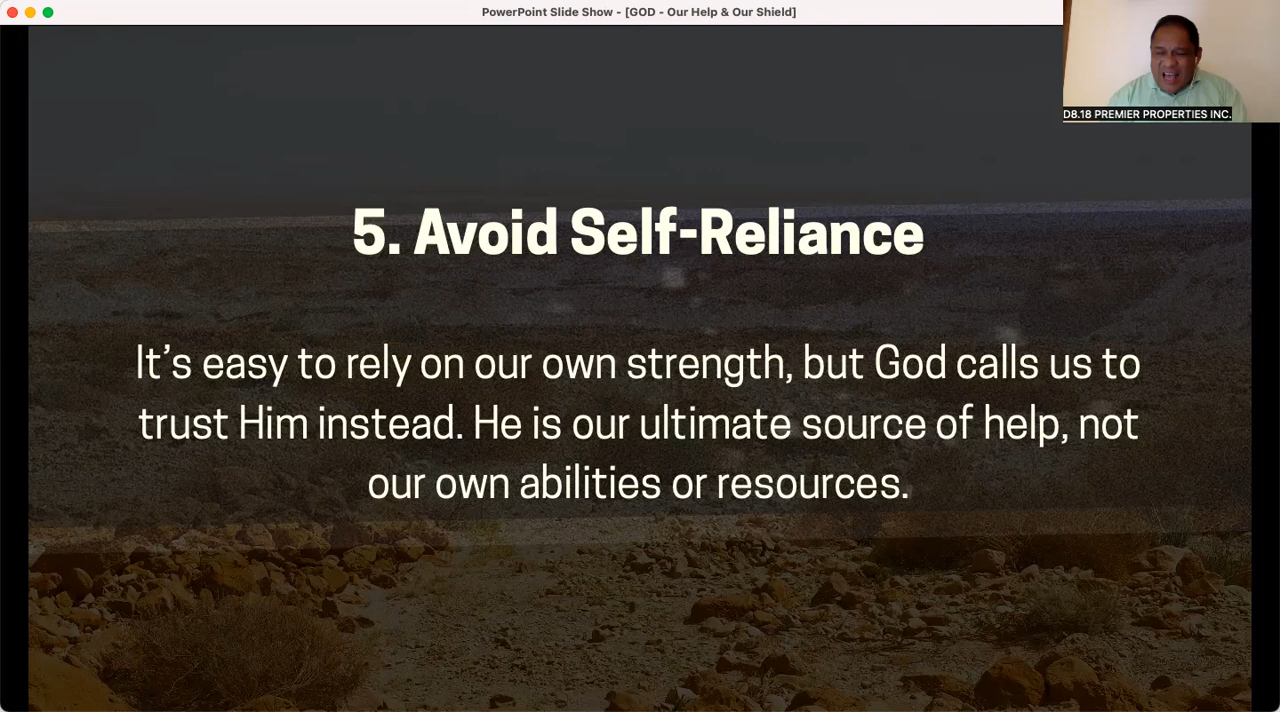 PowerPoint Slide Show - [GOD - Our Help & Our Shield]
D8.18 PREMIER PROPERTIES INC.
5. Avoid Self-Reliance
It’s easy to rely on our own strength, but God calls us to
trust Him instead. He is our ultimate source of help, not
our own abilities or resources.